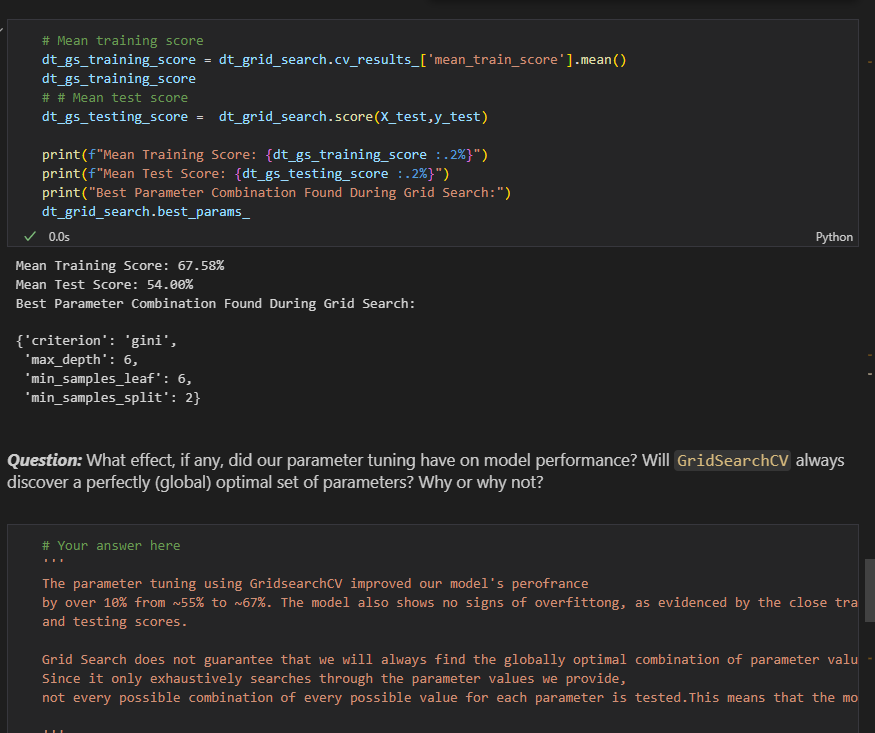 # Mean training score
dt_gs_training_score = dt_grid_search.cv_results_['mean_train_score'].mean()
dt_gs_training_score
# # Mean test score
dt_gs_testing_score =  dt_grid_search.score(X_test,y_test)
print(f"Mean Training Score: {dt_gs_training_score :.2%}")
print(f"Mean Test Score: {dt_gs_testing_score :.2%}")
print("Best Parameter Combination Found During Grid Search:")
dt_grid_search.best_params_
✓ 0.0s Python
Mean Training Score: 67.58%
Mean Test Score: 54.00%
Best Parameter Combination Found During Grid Search:
{'criterion': 'gini',
 'max_depth': 6,
 'min_samples_leaf': 6,
 'min_samples_split': 2}
Question: What effect, if any, did our parameter tuning have on model performance? Will GridSearchCV always
discover a perfectly (global) optimal set of parameters? Why or why not?
# Your answer here
'''
The parameter tuning using GridsearchCV improved our model's perofrance
by over 10% from ~55% to ~67%. The model also shows no signs of overfittong, as evidenced by the close tra
and testing scores.
Grid Search does not guarantee that we will always find the globally optimal combination of parameter valu
Since it only exhaustively searches through the parameter values we provide,
not every possible combination of every possible value for each parameter is tested.This means that the mo
'''